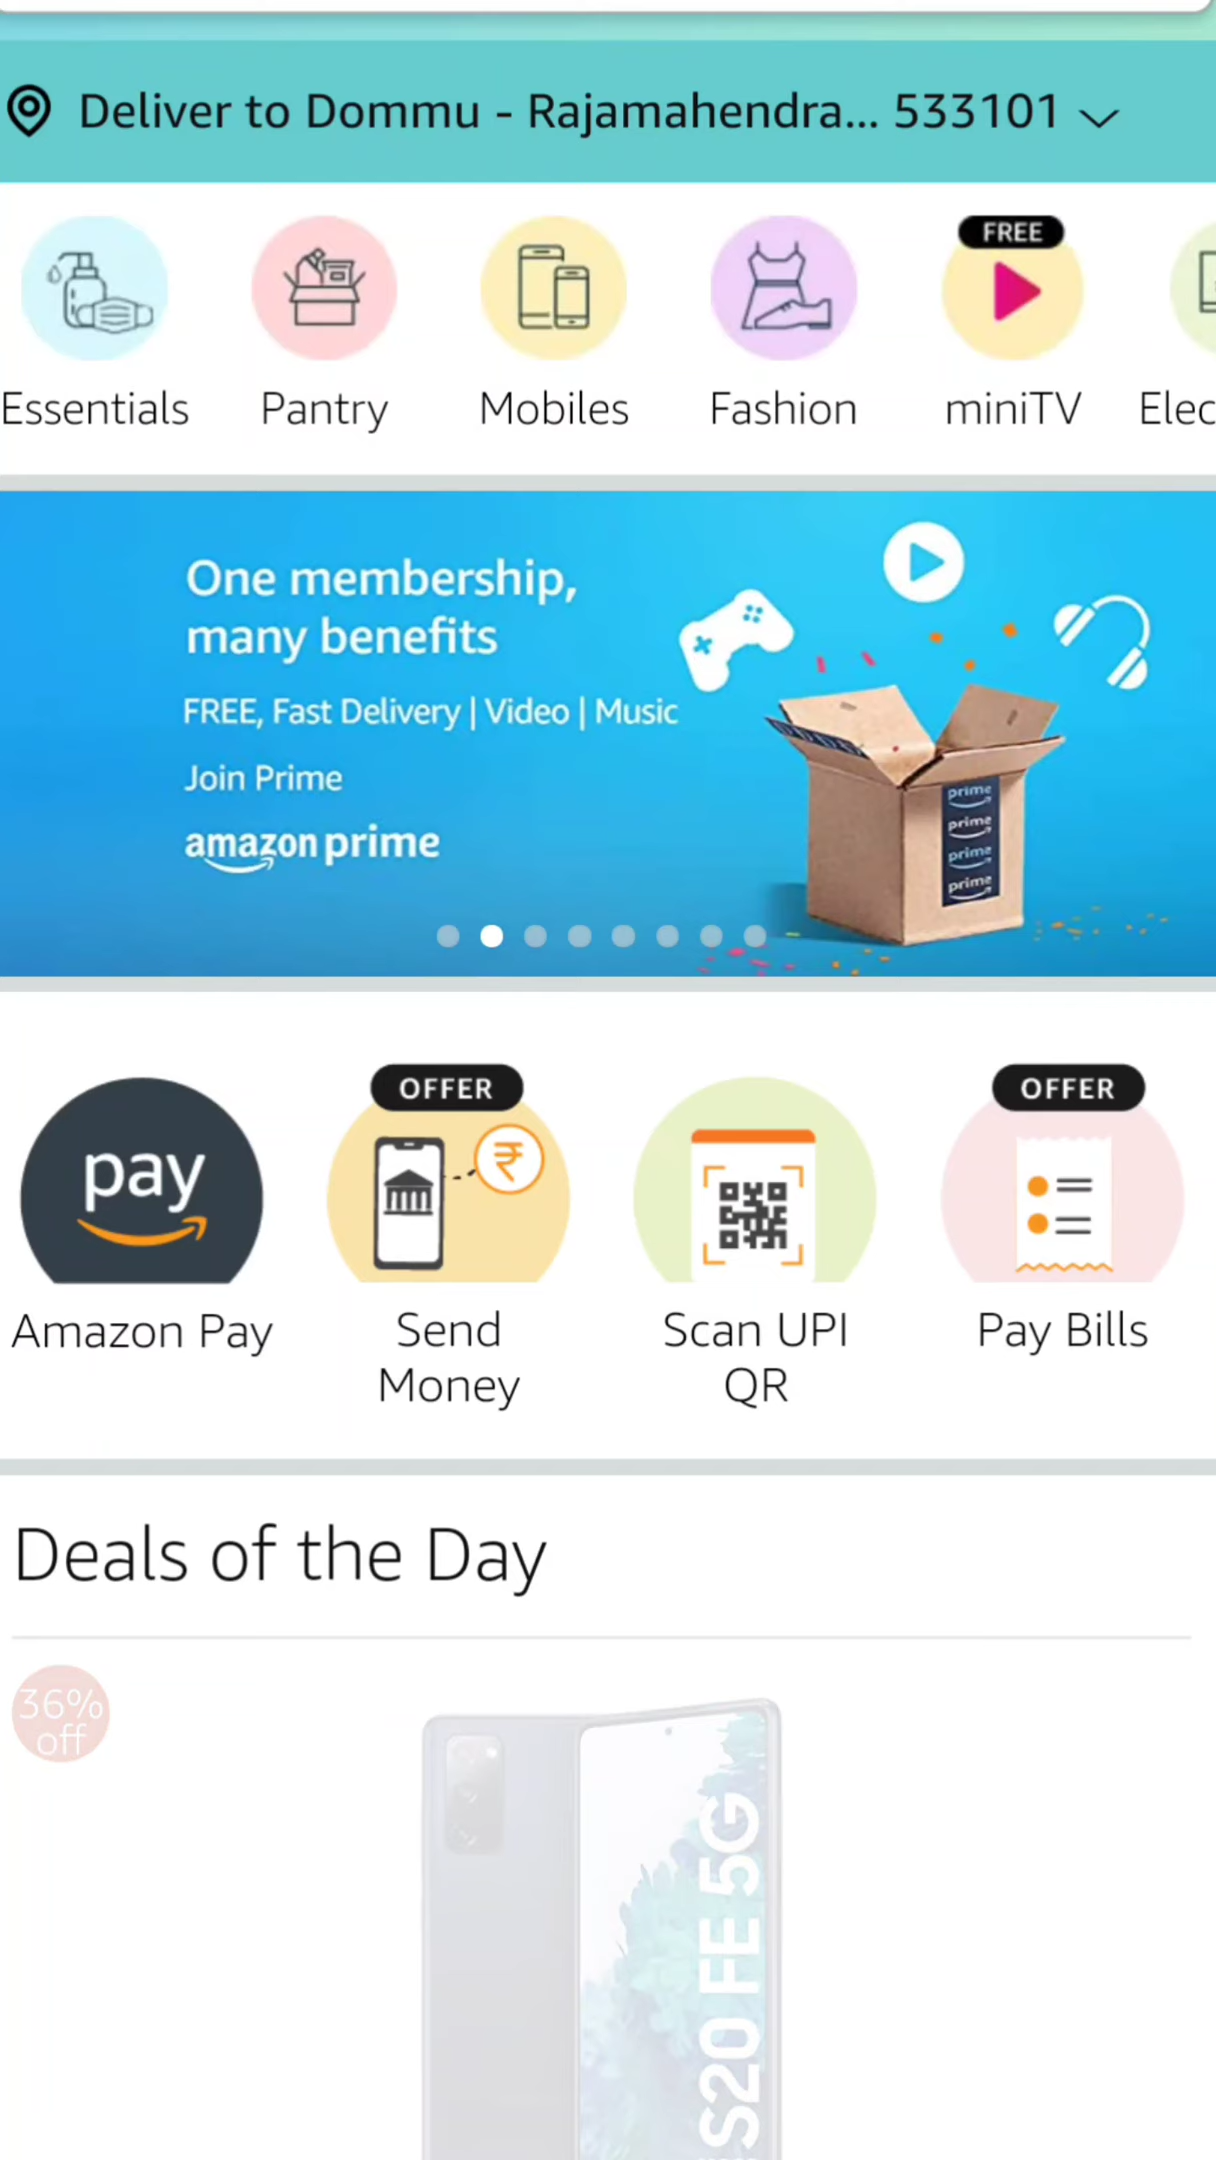 Deliver to Dommu - Rajamahendra... 533101
FREE
Essentials
Pantry
Mobiles
Fashion
miniTV
Elec
One membership,
many benefits
FREE, Fast Delivery | Video | Music
Join Prime
amazon prime
prime
prime
prime
prime
OFFER
OFFER
pay
Amazon Pay
Send
Money
Scan UPI
QR
Pay Bills
Deals of the Day
36%
off
S20 FE 5G